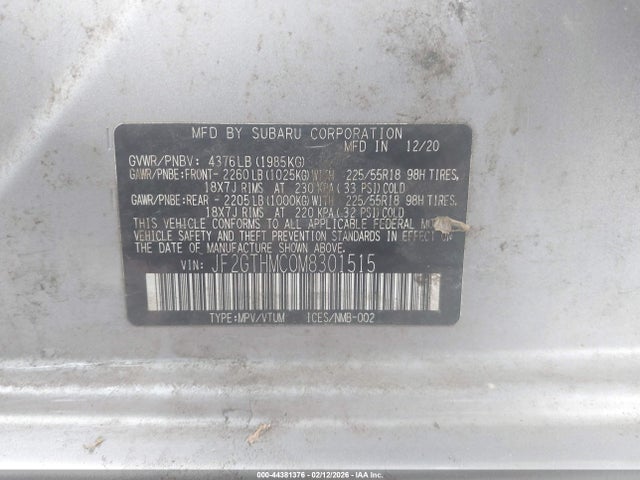 MFD BY SUBARU CORPORATION
MFD IN 12/20
GVWR/PNBV: 4376LB(1985KG)
GAWR/PNBE:FRONT- 2260LB(1025KG)WITH 225/55R18 98H TIRES.
18X7J RIMS AT 230 KPA(33 PSI)COLD
GAWR/PNBE:REAR - 2205LB(1000KG)WITH 225/55R18 98H TIRES.
18X7J RIMS AT 220 KPA(32 PSI)COLD
THIS VEHICLE CONFORMS TO ALL APPLICABLE FEDERAL MOTOR
VEHICLE SAFETY AND THEFT PREVENTION STANDARDS IN EFFECT ON
THE DATE OF MANUFACTURE SHOWN ABOVE.
VIN: JF2GTHMC0M8301515
TYPE:MPV/VTUM ICES/NMB-002
000-44381376 - 02/12/2026 - IAA Inc.